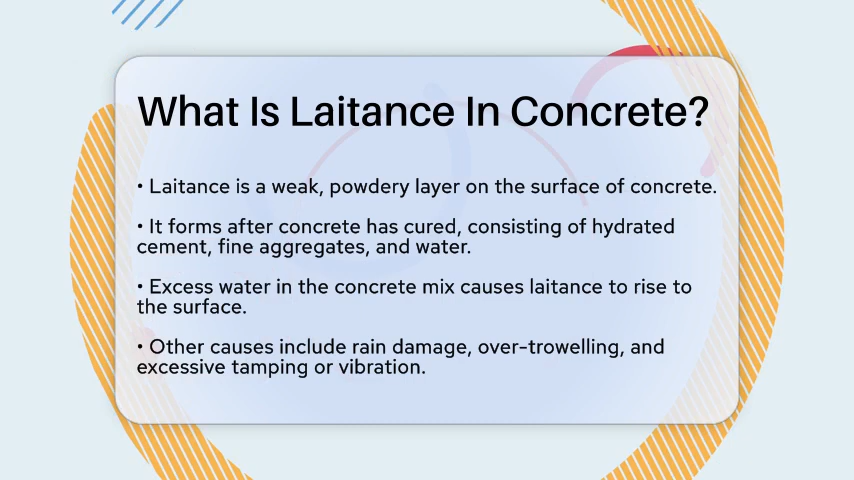 What Is Laitance In Concrete?
• Laitance is a weak, powdery layer on the surface of concrete.
• It forms after concrete has cured, consisting of hydrated
cement, fine aggregates, and water.
• Excess water in the concrete mix causes laitance to rise to
the surface.
• Other causes include rain damage, over-trowelling, and
excessive tamping or vibration.